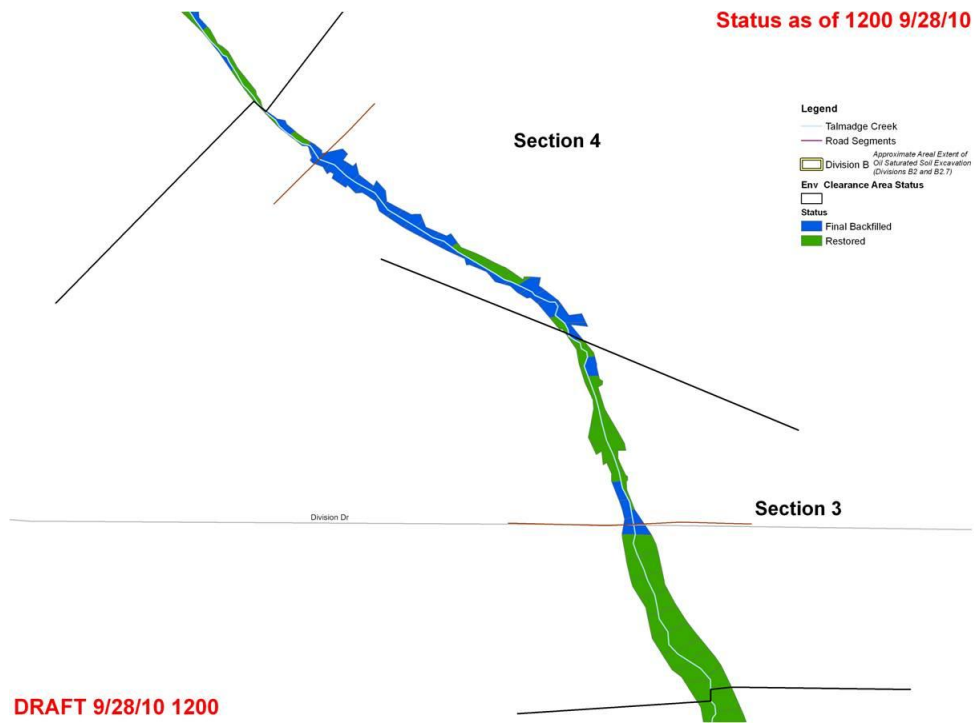 Status as of 1200 9/28/10
Legend
Talmadge Creek
Road Segments
Division B
Approximate Areal Extent of
Oil Saturated Soil Excavation
(Divisions B2 and B2.7)
Env Clearance Area Status
Status
Final Backfilled
Restored
Section 4
Section 3
Division Dr
DRAFT 9/28/10 1200